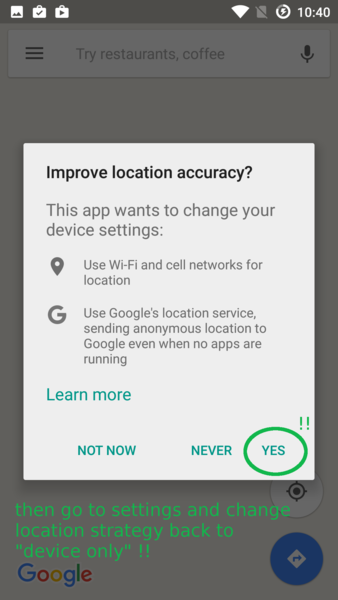 10:40
Try restaurants, coffee
Improve location accuracy?
This app wants to change your
device settings:
Use Wi-Fi and cell networks for
location
G
Use Google's location service,
sending anonymous location to
Google even when no apps are
running
Learn more
!!
NOT NOW NEVER YES
then go to settings and change
location strategy back to
"device only" !!
Google